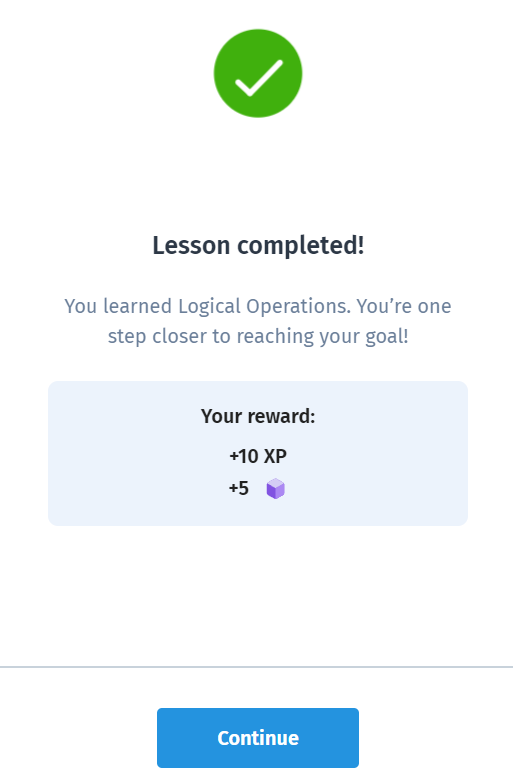 Lesson completed!
You learned Logical Operations. You’re one
step closer to reaching your goal!
Your reward:
+10 XP
+5
Continue